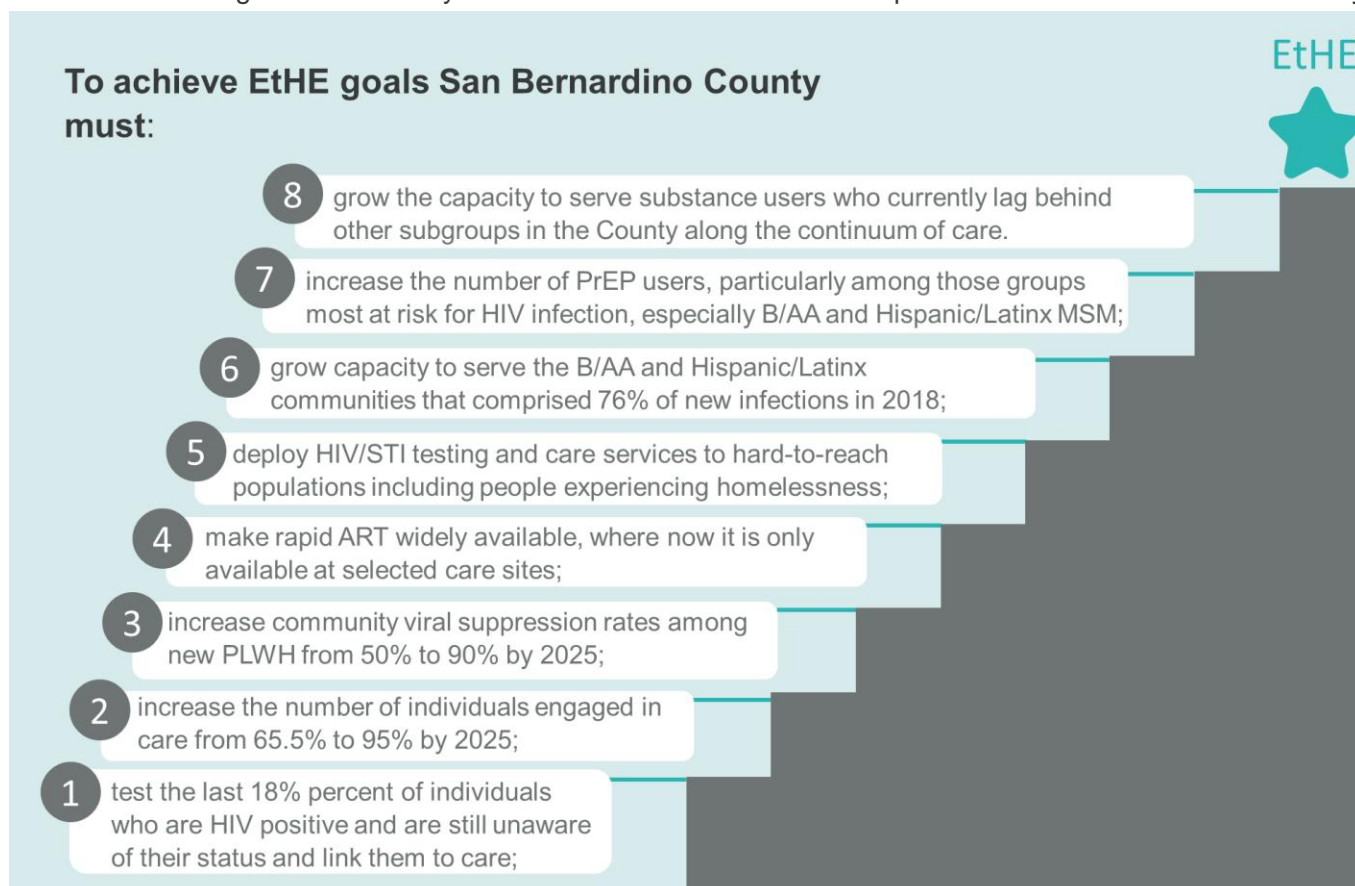 EtHE
To achieve EtHE goals San Bernardino County
must:
8
grow the capacity to serve substance users who currently lag behind
other subgroups in the County along the continuum of care.
7
increase the number of PrEP users, particularly among those groups
most at risk for HIV infection, especially B/AA and Hispanic/Latinx MSM;
6
grow capacity to serve the B/AA and Hispanic/Latinx
communities that comprised 76% of new infections in 2018;
5
deploy HIV/STI testing and care services to hard-to-reach
populations including people experiencing homelessness;
4
make rapid ART widely available, where now it is only
available at selected care sites;
3
increase community viral suppression rates among
new PLWH from 50% to 90% by 2025;
2
increase the number of individuals engaged in
care from 65.5% to 95% by 2025;
1
test the last 18% percent of individuals
who are HIV positive and are still unaware
of their status and link them to care;